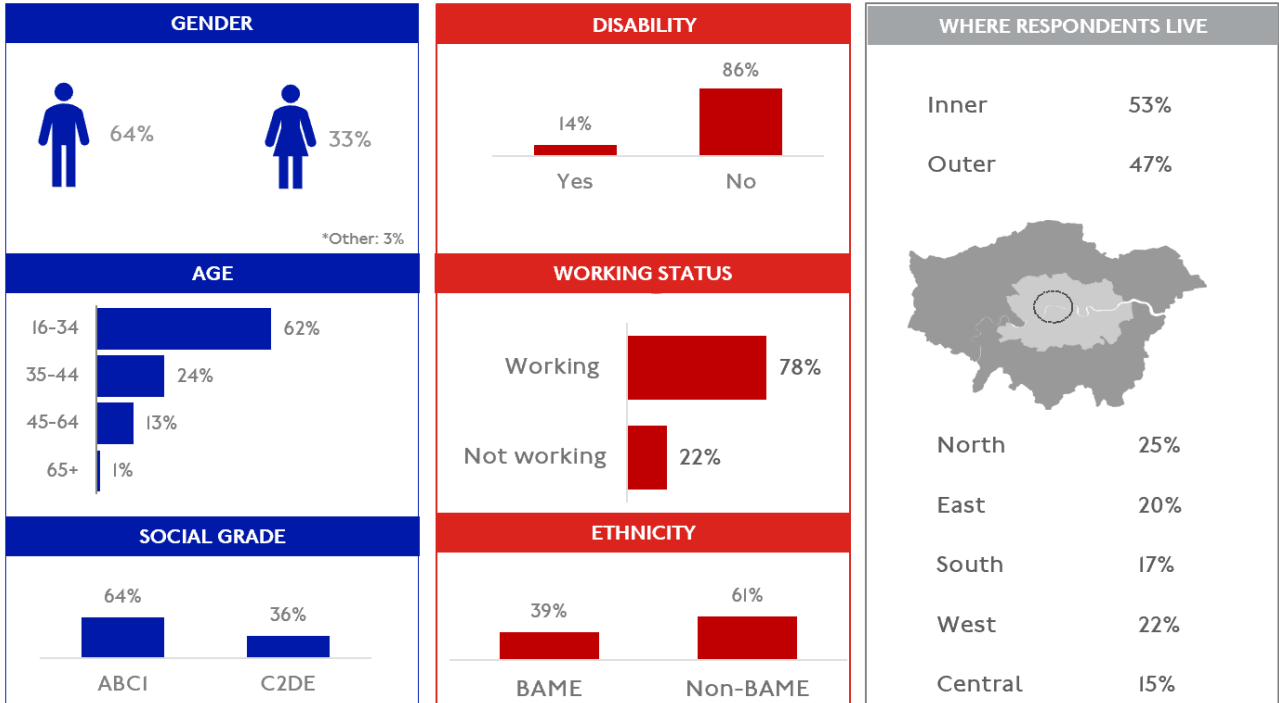 GENDER
64%
33%
*Other: 3%
AGE
16-34 62%
35-44 24%
45-64 13%
65+ 1%
SOCIAL GRADE
64%
36%
ABC1 C2DE
DISABILITY
86%
14%
Yes No
WORKING STATUS
Working 78%
Not working 22%
ETHNICITY
61%
39%
BAME Non-BAME
WHERE RESPONDENTS LIVE
Inner 53%
Outer 47%
North 25%
East 20%
South 17%
West 22%
Central 15%